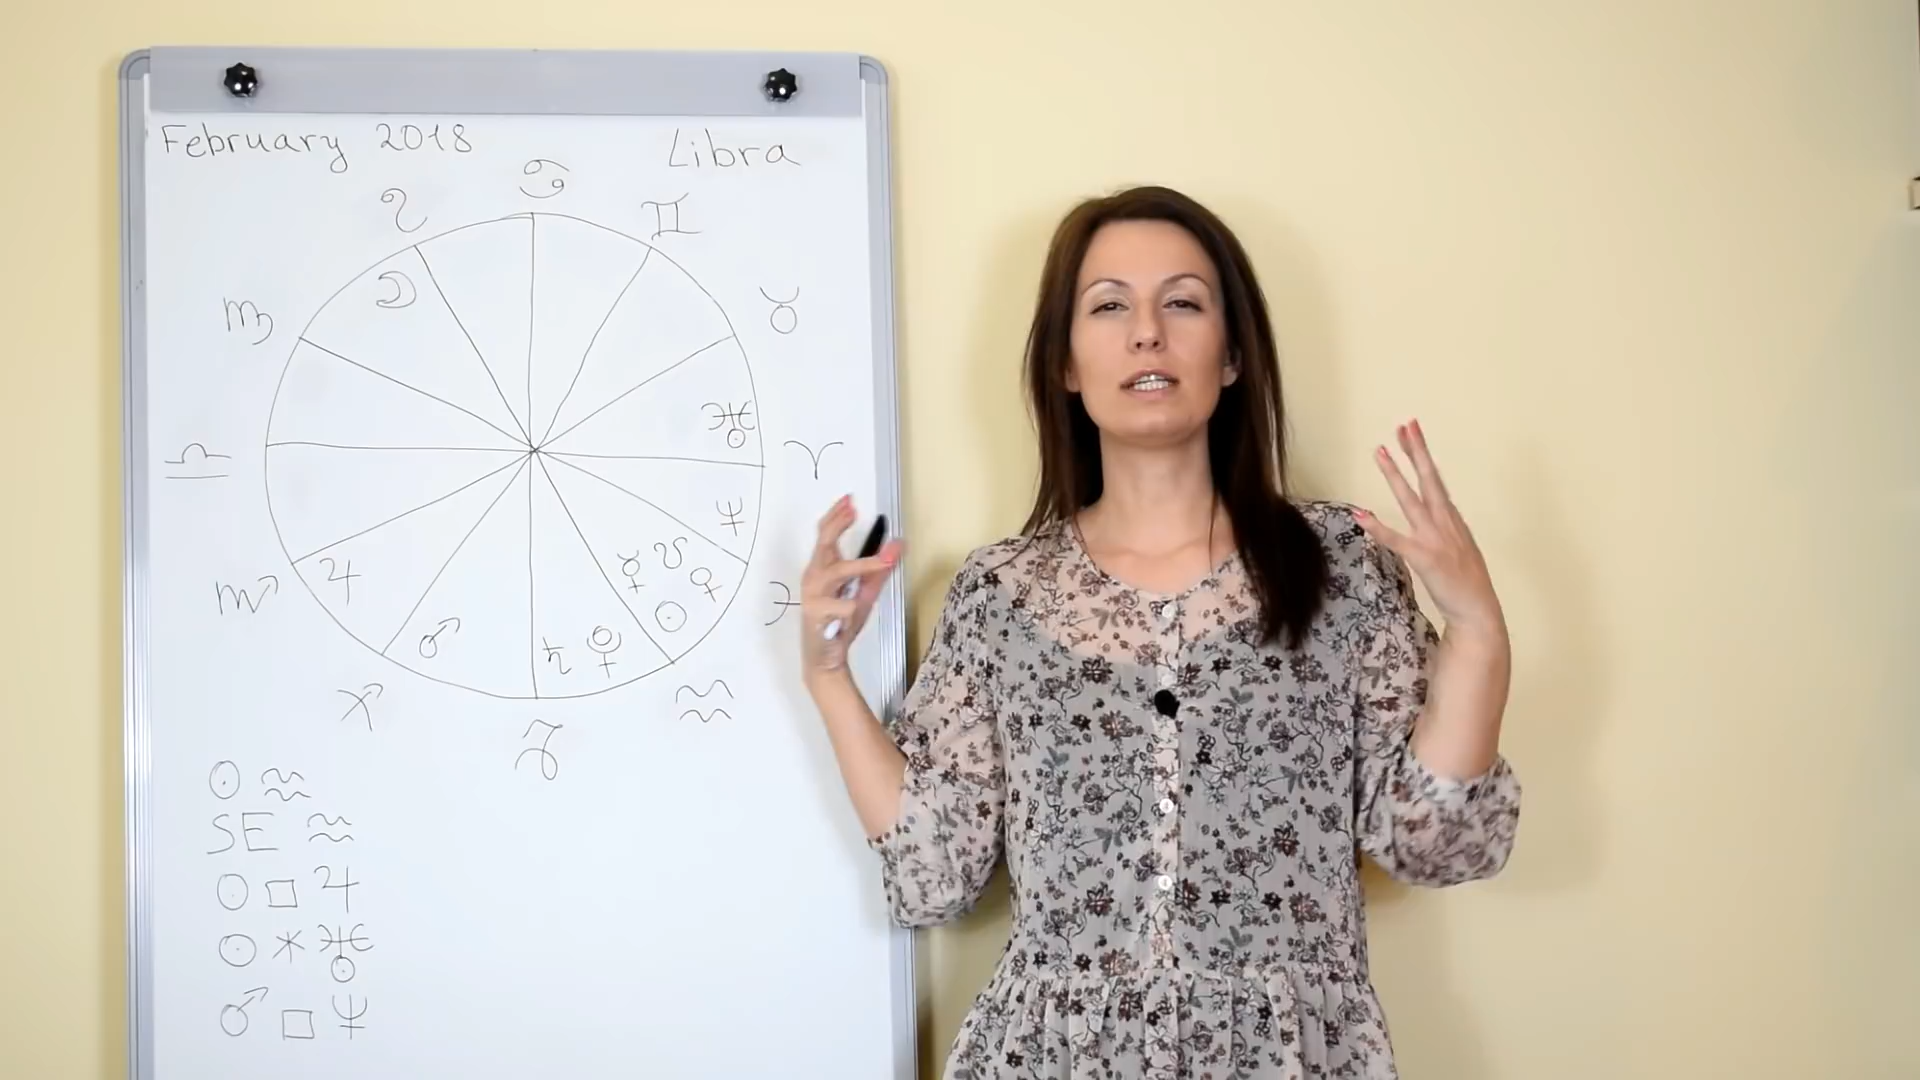 February 2018 Libra
♋
♌ ♊
♍ ☽ ♉
♅
♎ ♈
♆
♏ ♃ ☿ ☋ ♀ ♓
♂ ♄ ♇ ☉
♐ ♒
♑
☉ ♒
SE ♒
☉ □ ♃
☉ ⚹ ♅
♂ □ ♆